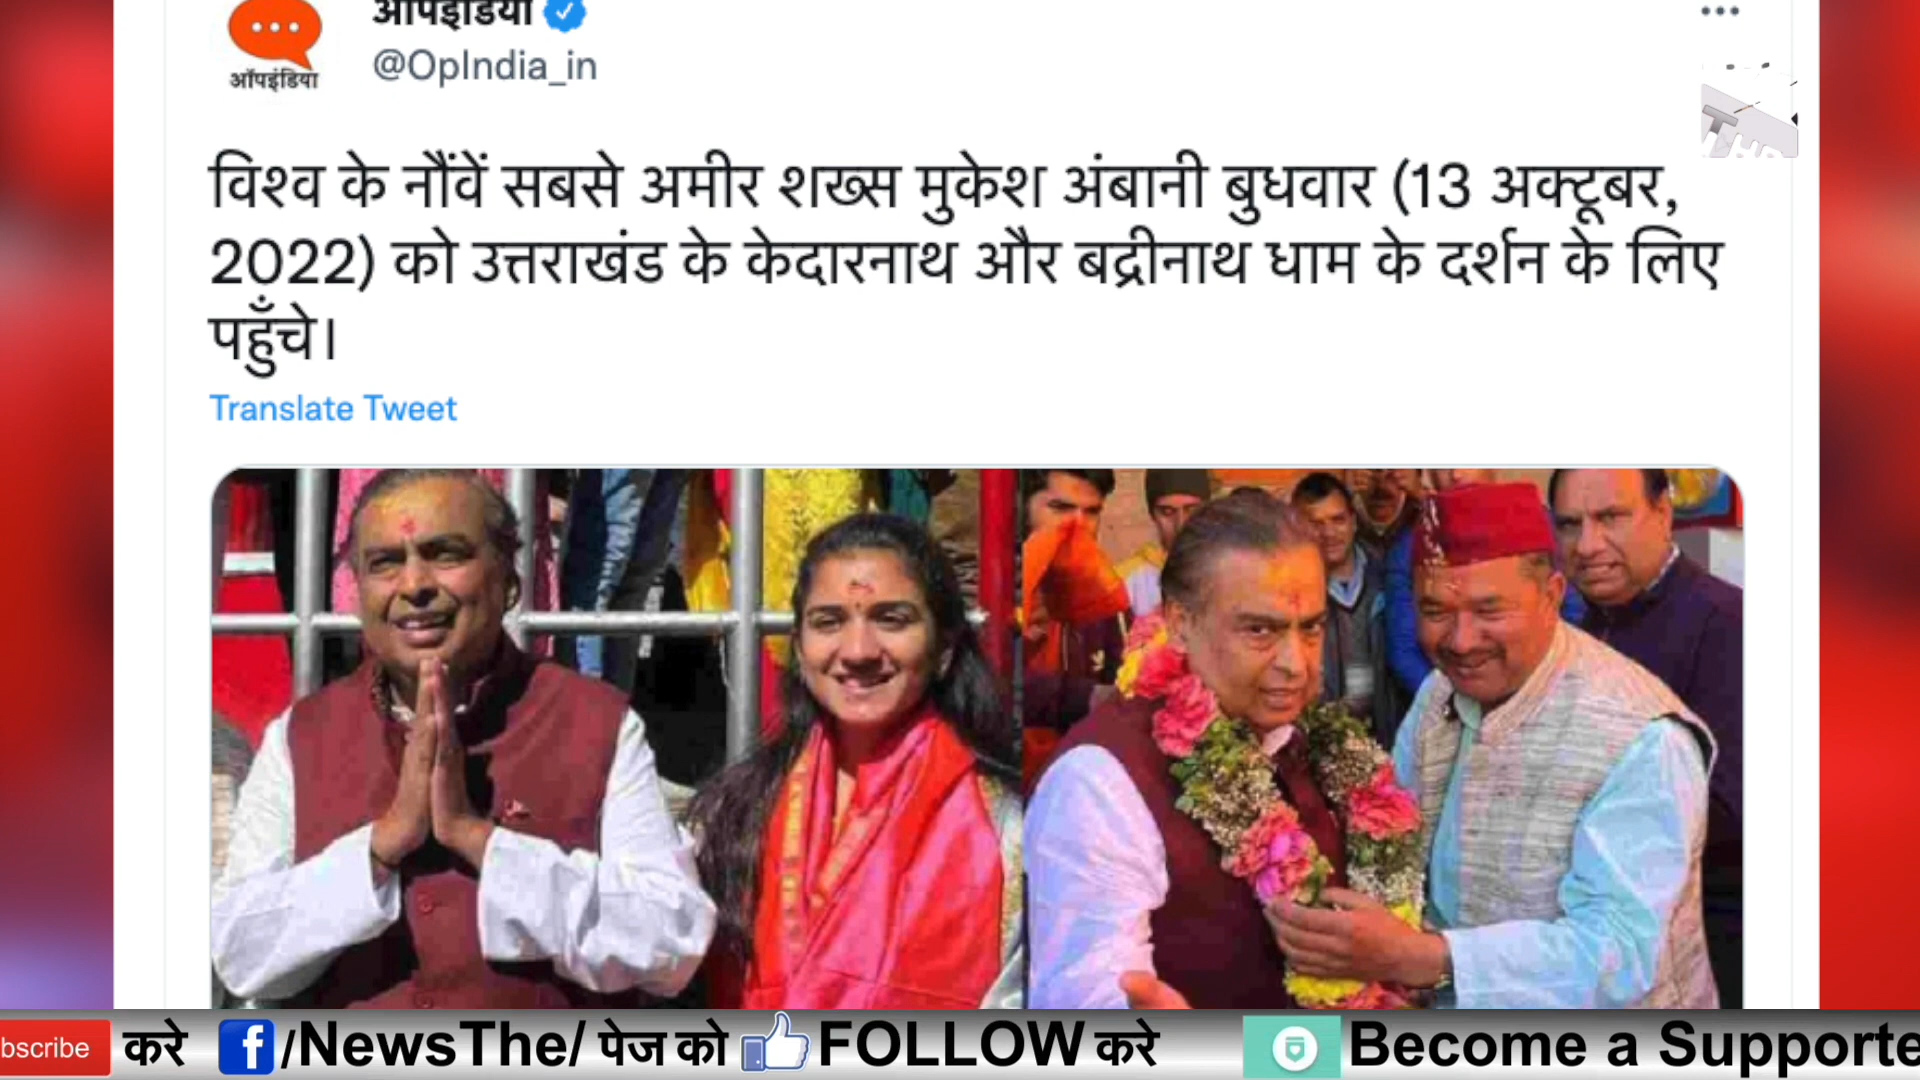 ऑपइंडिया
@OpIndia_in
ऑपइंडिया
विश्व के नौंवें सबसे अमीर शख्स मुकेश अंबानी बुधवार (13 अक्टूबर,
2022) को उत्तराखंड के केदारनाथ और बद्रीनाथ धाम के दर्शन के लिए
पहुँचे।
Translate Tweet
bscribe करे f/NewsThe/ पेज को FOLLOW करे Become a Supporte